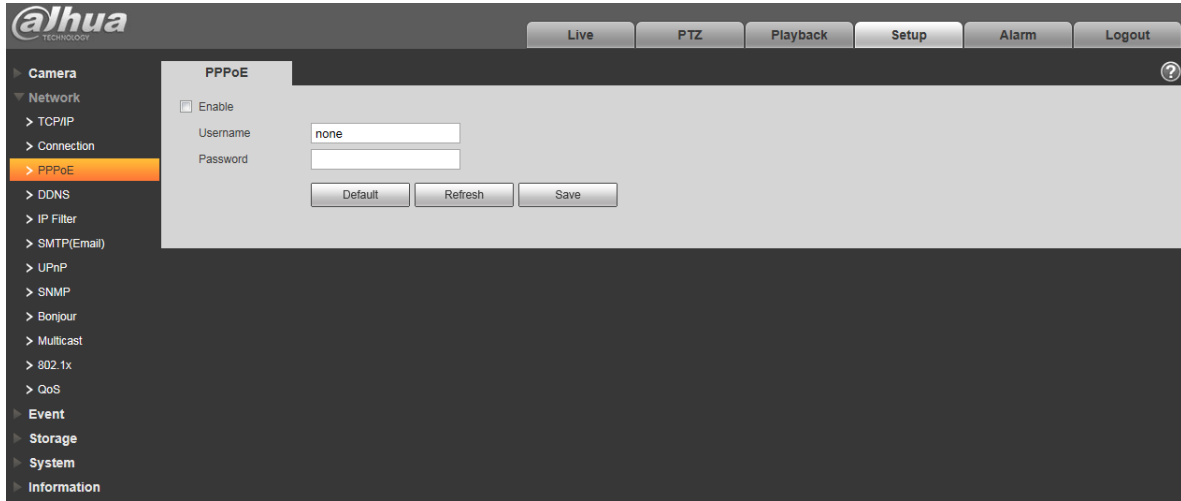 alhua
TECHNOLOGY
Live PTZ Playback Setup Alarm Logout
Camera
Network
> TCP/IP
> Connection
> PPPoE
> DDNS
> IP Filter
> SMTP(Email)
> UPnP
> SNMP
> Bonjour
> Multicast
> 802.1x
> QoS
Event
Storage
System
Information
PPPoE
?
Enable
Username none
Password
Default Refresh Save